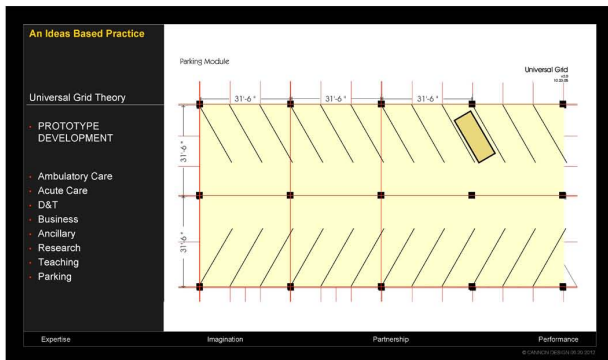 An Ideas Based Practice
Universal Grid Theory
PROTOTYPE
DEVELOPMENT
Ambulatory Care
Acute Care
D&T
Business
Ancillary
Research
Teaching
Parking
Parking Module
Universal Grid
31'-6"
31'-6"
31'-6"
31'-6"
31'-6"
Expertise
Imagination
Partnership
Performance